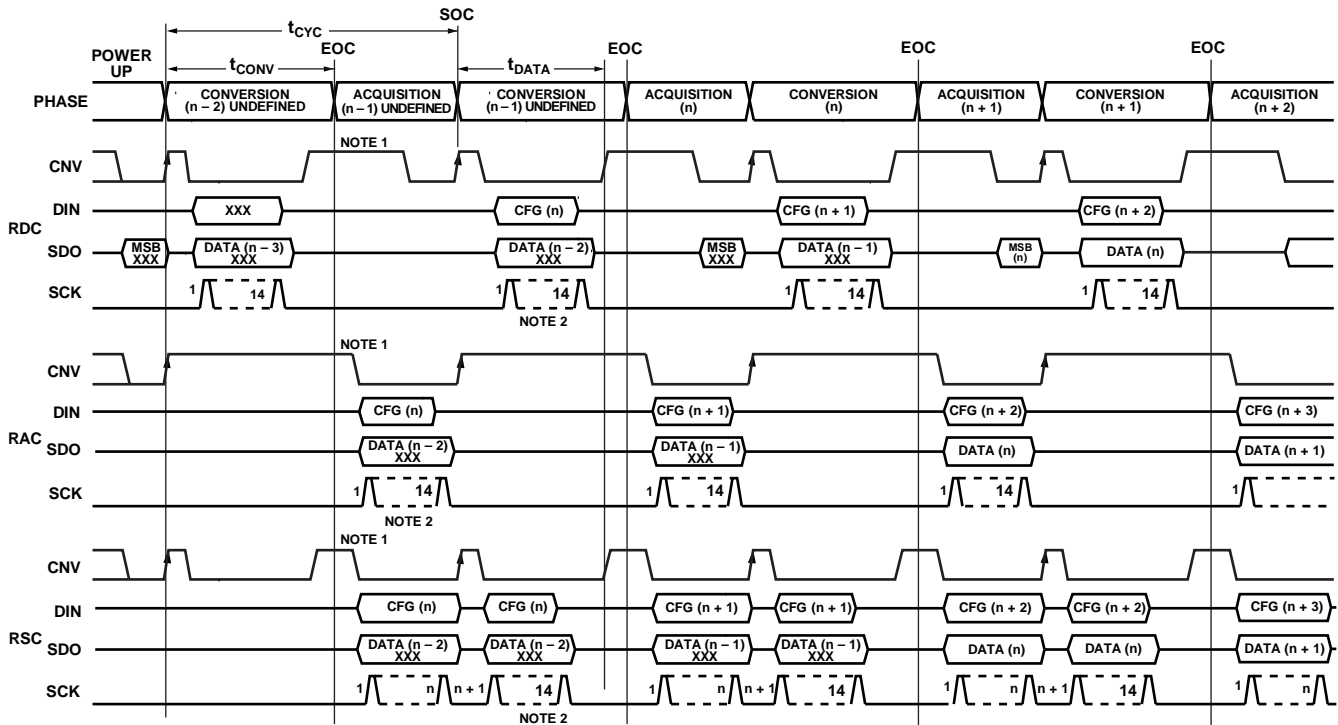 SOC
tCYC
POWER UP
EOC EOC EOC EOC
tCONV tDATA
PHASE
CONVERSION (n – 2) UNDEFINED
ACQUISITION (n – 1) UNDEFINED
CONVERSION (n – 1) UNDEFINED
ACQUISITION (n)
CONVERSION (n)
ACQUISITION (n + 1)
CONVERSION (n + 1)
ACQUISITION (n + 2)
NOTE 1
CNV
RDC
DIN XXX CFG (n) CFG (n + 1) CFG (n + 2)
SDO MSB XXX DATA (n – 3) XXX DATA (n – 2) XXX MSB XXX DATA (n – 1) XXX MSB (n) DATA (n)
SCK 1 14 1 14 1 14 1 14
NOTE 2
NOTE 1
CNV
RAC
DIN CFG (n) CFG (n + 1) CFG (n + 2) CFG (n + 3)
SDO DATA (n – 2) XXX DATA (n – 1) XXX DATA (n) DATA (n + 1)
SCK 1 14 1 14 1 14 1
NOTE 2
NOTE 1
CNV
RSC
DIN CFG (n) CFG (n) CFG (n + 1) CFG (n + 1) CFG (n + 2) CFG (n + 2) CFG (n + 3)
SDO DATA (n – 2) XXX DATA (n – 2) XXX DATA (n – 1) XXX DATA (n – 1) XXX DATA (n) DATA (n) DATA (n + 1)
SCK 1 n n + 1 14 1 n n + 1 14 1 n n + 1 14 1 n
NOTE 2